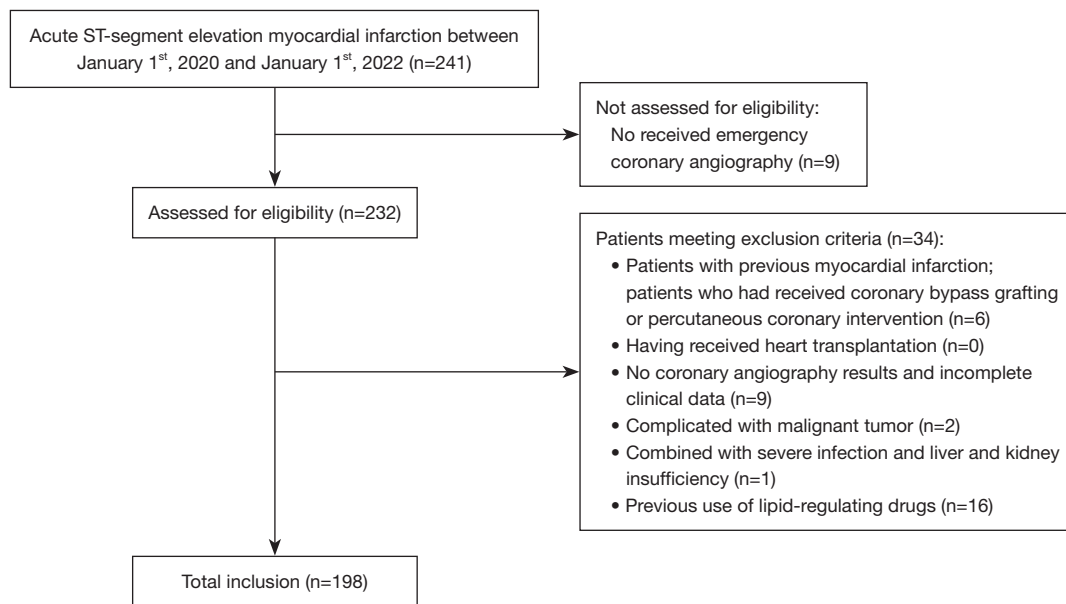 Acute ST-segment elevation myocardial infarction between
January 1st, 2020 and January 1st, 2022 (n=241)
Not assessed for eligibility:
No received emergency
coronary angiography (n=9)
Assessed for eligibility (n=232)
Patients meeting exclusion criteria (n=34):
• Patients with previous myocardial infarction;
patients who had received coronary bypass grafting
or percutaneous coronary intervention (n=6)
• Having received heart transplantation (n=0)
• No coronary angiography results and incomplete
clinical data (n=9)
• Complicated with malignant tumor (n=2)
• Combined with severe infection and liver and kidney
insufficiency (n=1)
• Previous use of lipid-regulating drugs (n=16)
Total inclusion (n=198)